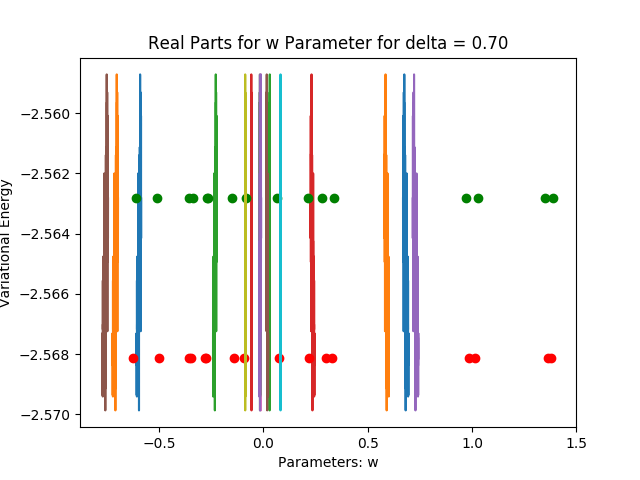 Real Parts for w Parameter for delta = 0.70
Variational Energy
−2.560
−2.562
−2.564
−2.566
−2.568
−2.570
−0.5 0.0 0.5 1.0 1.5
Parameters: w